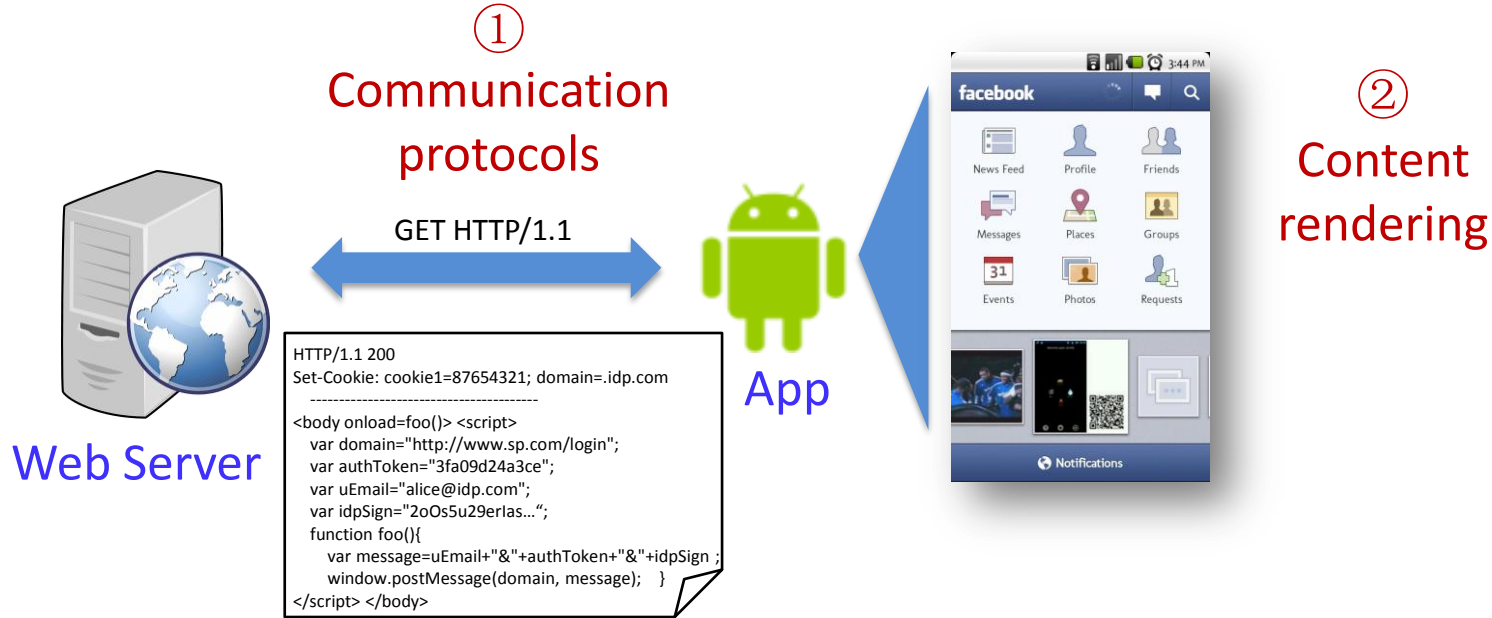 ①
Communication
protocols
GET HTTP/1.1
Web Server
HTTP/1.1 200
Set-Cookie: cookie1=87654321; domain=.idp.com
---------------------------------------
<body onload=foo()> <script>
var domain="http://www.sp.com/login";
var authToken="3fa09d24a3ce";
var uEmail="alice@idp.com";
var idpSign="2oOs5u29erIas…“;
function foo(){
var message=uEmail+"&"+authToken+"&"+idpSign ;
window.postMessage(domain, message); }
</script> </body>
App
3:44 PM
facebook
News Feed Profile Friends
Messages Places Groups
31
Events Photos Requests
Notifications
②
Content
rendering